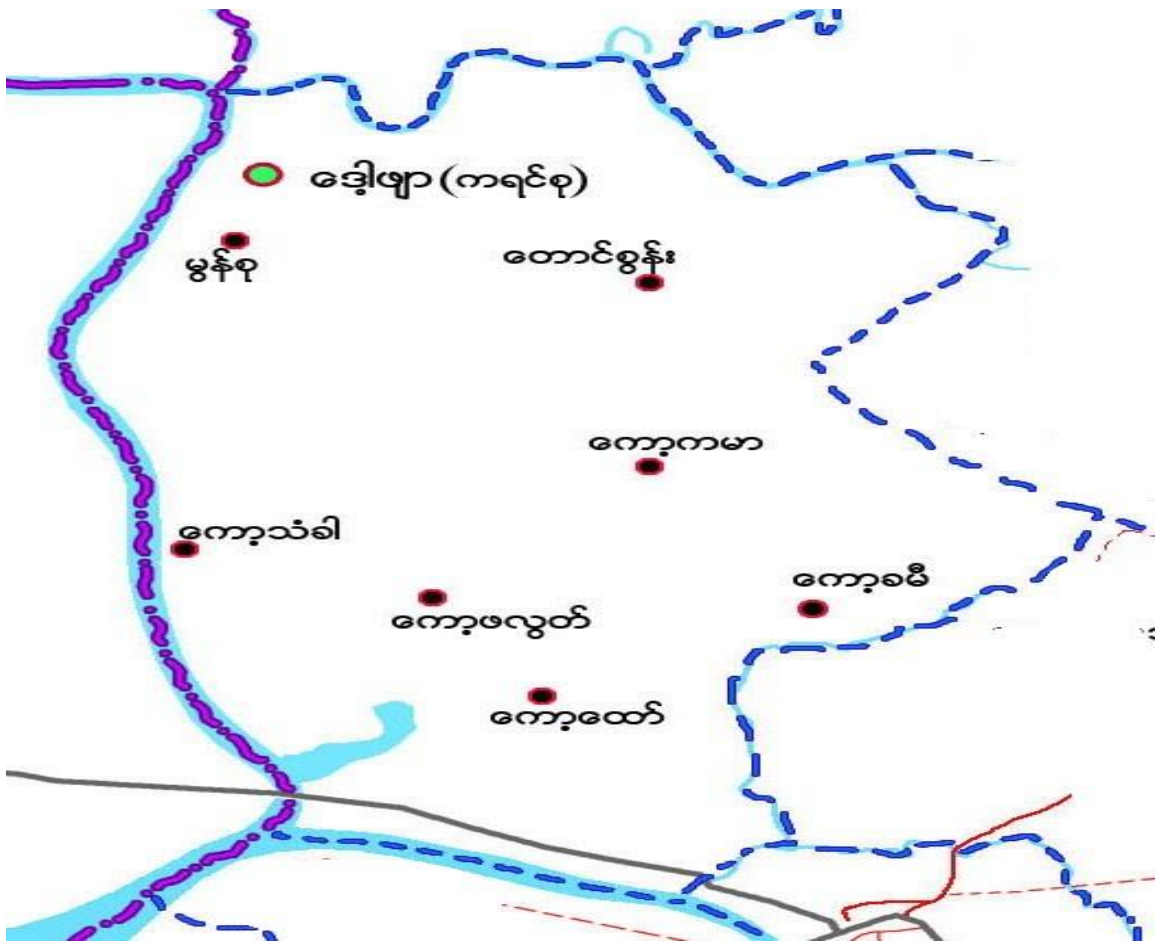 ဒေါ့ဖျာ (ကရင်စု)
မွန်စု
တောင်စွန်း
ကော့ကမာ
ကော့သံခါ
ကော့ခမီ
ကော့ဖလွတ်
ကော့ထော်